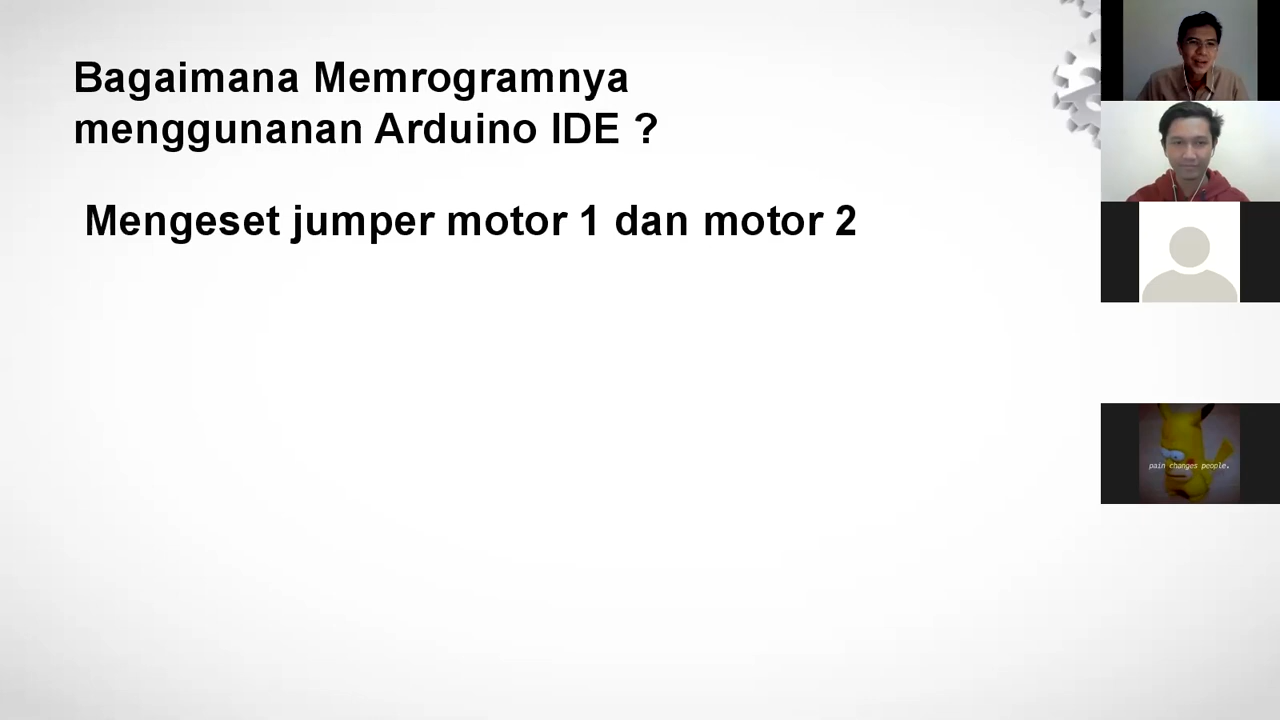 Bagaimana Memrogramnya
menggunanan Arduino IDE ?
Mengeset jumper motor 1 dan motor 2
pain changes people.